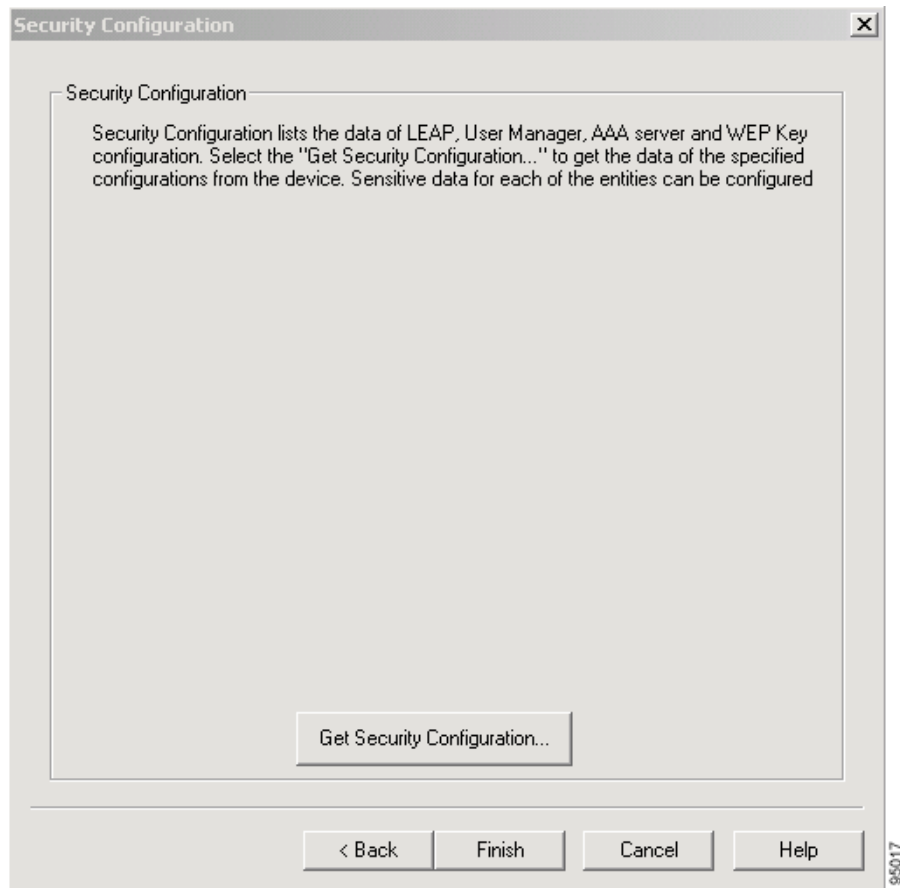 Security Configuration
Security Configuration
Security Configuration lists the data of LEAP, User Manager, AAA server and WEP Key
configuration. Select the "Get Security Configuration..." to get the data of the specified
configurations from the device. Sensitive data for each of the entities can be configured
Get Security Configuration...
< Back
Finish
Cancel
Help
95017